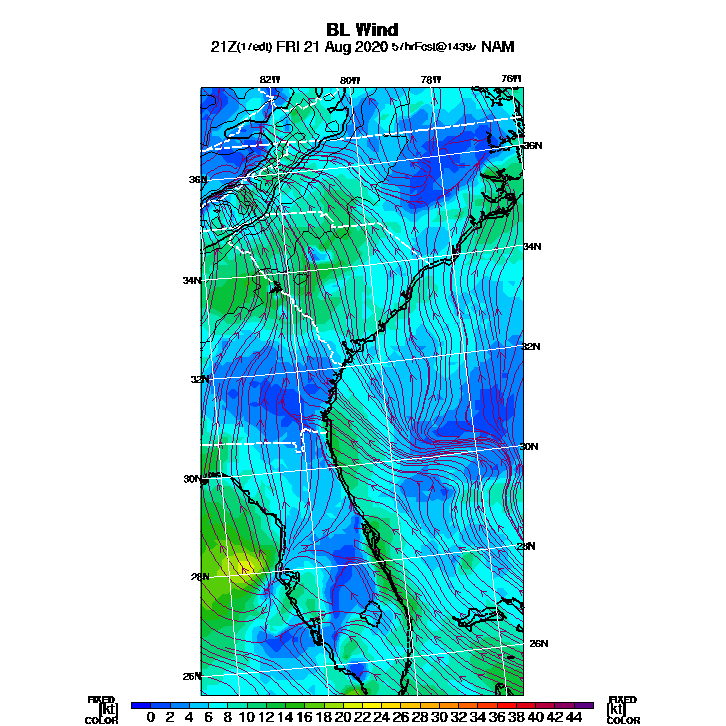 BL Wind
21Z(17edt) FRI 21 Aug 2020 57hrFcst@1439z NAM
82W 80W 78W 76W
36N
36N
34N
34N
32N
32N
30N
30N
28N
28N
26N
26N
FIXED FIXED
[kt] 0 2 4 6 8 10 12 14 16 18 20 22 24 26 28 30 32 34 36 38 40 42 44 [kt]
COLOR COLOR